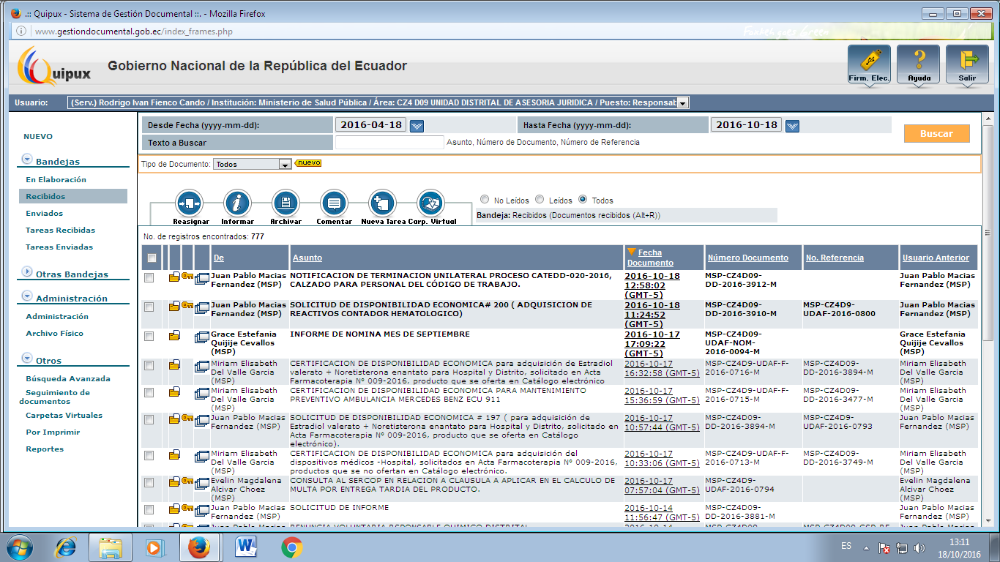 .:: Quipux - Sistema de Gestión Documental ::. - Mozilla Firefox
www.gestiondocumental.gob.ec/index_frames.php
Quipux
Gobierno Nacional de la República del Ecuador
Firm. Elec.
Ayuda
Salir
Usuario:
(Serv.) Rodrigo Ivan Fienco Cando / Institución: Ministerio de Salud Pública / Área: CZ4 D09 UNIDAD DISTRITAL DE ASESORIA JURIDICA / Puesto: Responsab
NUEVO
Bandejas
En Elaboración
Recibidos
Enviados
Tareas Recibidas
Tareas Enviadas
Otras Bandejas
Administración
Administración
Archivo Físico
Otros
Búsqueda Avanzada
Seguimiento de
documentos
Carpetas Virtuales
Por Imprimir
Reportes
Desde Fecha (yyyy-mm-dd):
2016-04-18
Hasta Fecha (yyyy-mm-dd):
2016-10-18
Texto a Buscar
Asunto, Número de Documento, Número de Referencia
Buscar
Tipo de Documento: Todos
nuevo
Reasignar
Informar
Archivar
Comentar
Nueva Tarea
Carp. Virtual
No Leídos
Leídos
Todos
Bandeja: Recibidos (Documentos recibidos (Alt+R))
No. de registros encontrados: 777
De
Asunto
Fecha
Documento
Número Documento
No. Referencia
Usuario Anterior
Juan Pablo Macias
Fernandez (MSP)
NOTIFICACION DE TERMINACION UNILATERAL PROCESO CATEDD-020-2016,
CALZADO PARA PERSONAL DEL CÓDIGO DE TRABAJO.
2016-10-18
12:58:02
(GMT-5)
MSP-CZ4D09-
DD-2016-3912-M
Juan Pablo Macias
Fernandez (MSP)
Juan Pablo Macias
Fernandez (MSP)
SOLICITUD DE DISPONIBILIDAD ECONOMICA# 200 ( ADQUISICION DE
REACTIVOS CONTADOR HEMATOLOGICO)
2016-10-18
11:24:52
(GMT-5)
MSP-CZ4D09-
DD-2016-3910-M
MSP-CZ4D9-
UDAF-2016-0800
Juan Pablo Macias
Fernandez (MSP)
Grace Estefania
Quijije Cevallos
(MSP)
INFORME DE NOMINA MES DE SEPTIEMBRE
2016-10-17
17:09:22
(GMT-5)
MSP-CZ4D09-
UDAF-NOM-
2016-0094-M
Grace Estefania
Quijije Cevallos
(MSP)
Miriam Elisabeth
Del Valle Garcia
(MSP)
CERTIFICACION DE DISPONIBILIDAD ECONOMICA para adquisición de Estradiol
valerato + Noretisterona enantato para Hospital y Distrito, solicitado en Acta
Farmacoterapia N° 009-2016, producto que se oferta en Catálogo electrónico
2016-10-17
16:32:58 (GMT-5)
MSP-CZ4D9-UDAF-F-
2016-0716-M
MSP-CZ4D09-
DD-2016-3894-M
Miriam Elisabeth
Del Valle Garcia
(MSP)
Miriam Elisabeth
Del Valle Garcia
(MSP)
CERTIFICACION DE DISPONIBILIDAD ECONOMICA PARA MANTENIMIENTO
PREVENTIVO AMBULANCIA MERCEDES BENZ ECU 911
2016-10-17
15:36:59 (GMT-5)
MSP-CZ4D9-UDAF-F-
2016-0715-M
MSP-CZ4D09-
DD-2016-3477-M
Miriam Elisabeth
Del Valle Garcia
(MSP)
Juan Pablo Macias
Fernandez (MSP)
SOLICITUD DE DISPONIBILIDAD ECONOMICA # 197 ( para adquisición de
Estradiol valerato + Noretisterona enantato para Hospital y Distrito, solicitado en
Acta Farmacoterapia N° 009-2016, producto que se oferta en Catálogo
electrónico).
2016-10-17
10:57:44 (GMT-5)
MSP-CZ4D09-
DD-2016-3894-M
MSP-CZ4D9-
UDAF-2016-0793
Juan Pablo Macias
Fernandez (MSP)
Miriam Elisabeth
Del Valle Garcia
(MSP)
CERTIFICACION DE DISPONIBILIDAD ECONOMICA para adquisición del
dispositivos médicos -Hospital, solicitados en Acta Farmacoterapia N° 009-2016,
productos que se no ofertan en Catálogo electrónico.
2016-10-17
10:33:06 (GMT-5)
MSP-CZ4D9-UDAF-F-
2016-0713-M
MSP-CZ4D09-
DD-2016-3749-M
Miriam Elisabeth
Del Valle Garcia
(MSP)
Evelin Magdalena
Alcivar Choez
(MSP)
CONSULTA AL SERCOP EN RELACION A CLAUSULA A APLICAR EN EL CALCULO DE
MULTA POR ENTREGA TARDIA DEL PRODUCTO.
2016-10-17
07:57:04 (GMT-5)
MSP-CZ4D9-
UDAF-2016-0794
Evelin Magdalena
Alcivar Choez
(MSP)
Juan Pablo Macias
Fernandez (MSP)
SOLICITUD DE INFORME
2016-10-14
11:56:47 (GMT-5)
MSP-CZ4D09-
DD-2016-3881-M
Juan Pablo Macias
Fernandez (MSP)
ES
13:11
18/10/2016